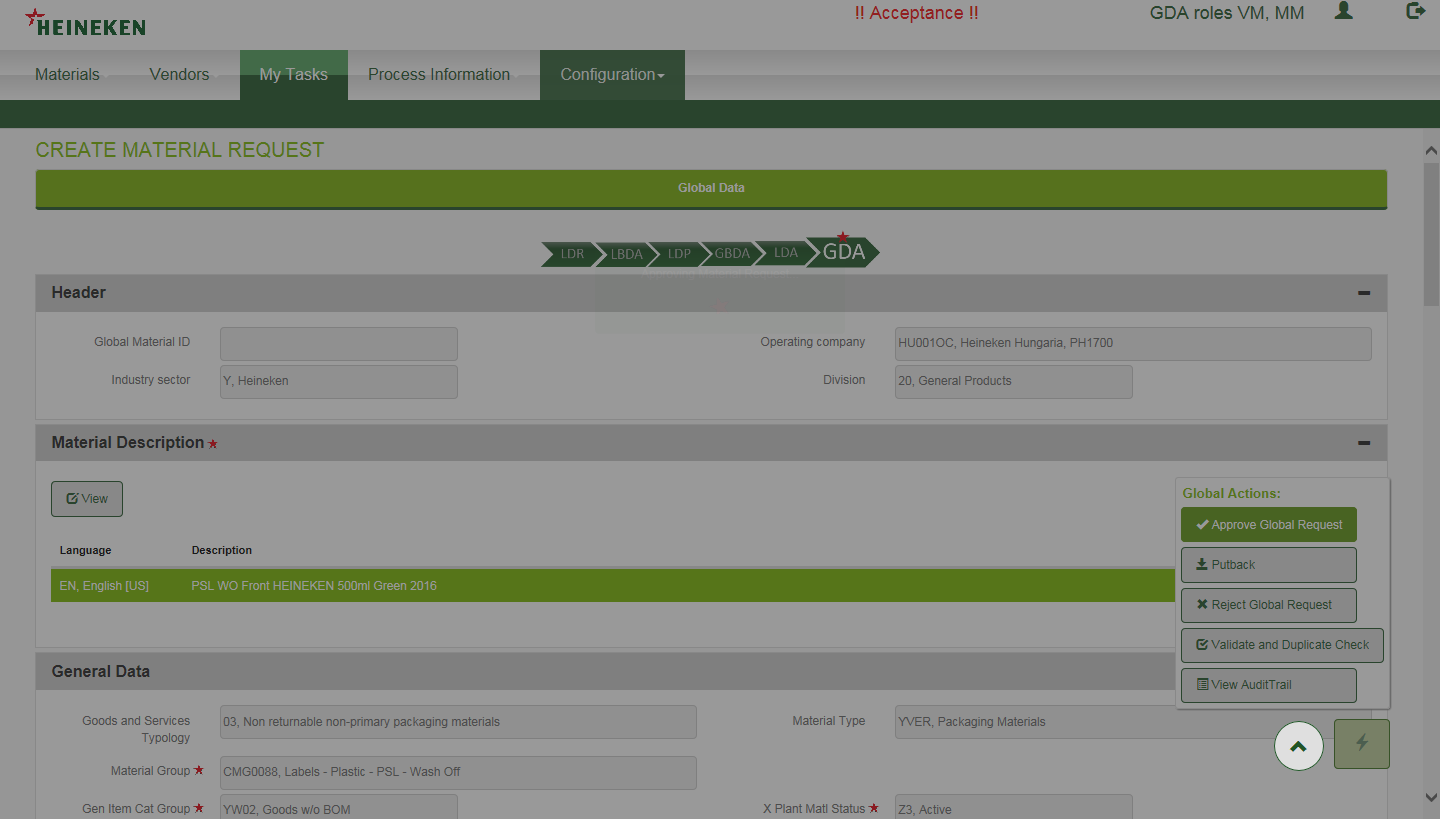 HEINEKEN
!! Acceptance !!
GDA roles VM, MM
Materials
Vendors
My Tasks
Process Information
Configuration
CREATE MATERIAL REQUEST
Global Data
LDR
LBDA
LDP
GBDA
LDA
GDA
Header
Global Material ID
Operating company
HU001OC, Heineken Hungaria, PH1700
Industry sector
Y, Heineken
Division
20, General Products
Material Description
View
Language
Description
EN, English [US]
PSL WO Front HEINEKEN 500ml Green 2016
Global Actions:
Approve Global Request
Putback
Reject Global Request
Validate and Duplicate Check
View AuditTrail
General Data
Goods and Services
Typology
03, Non returnable non-primary packaging materials
Material Type
YVER, Packaging Materials
Material Group
CMG0088, Labels - Plastic - PSL - Wash Off
Gen Item Cat Group
YW02, Goods w/o BOM
X Plant Matl Status
Z3, Active